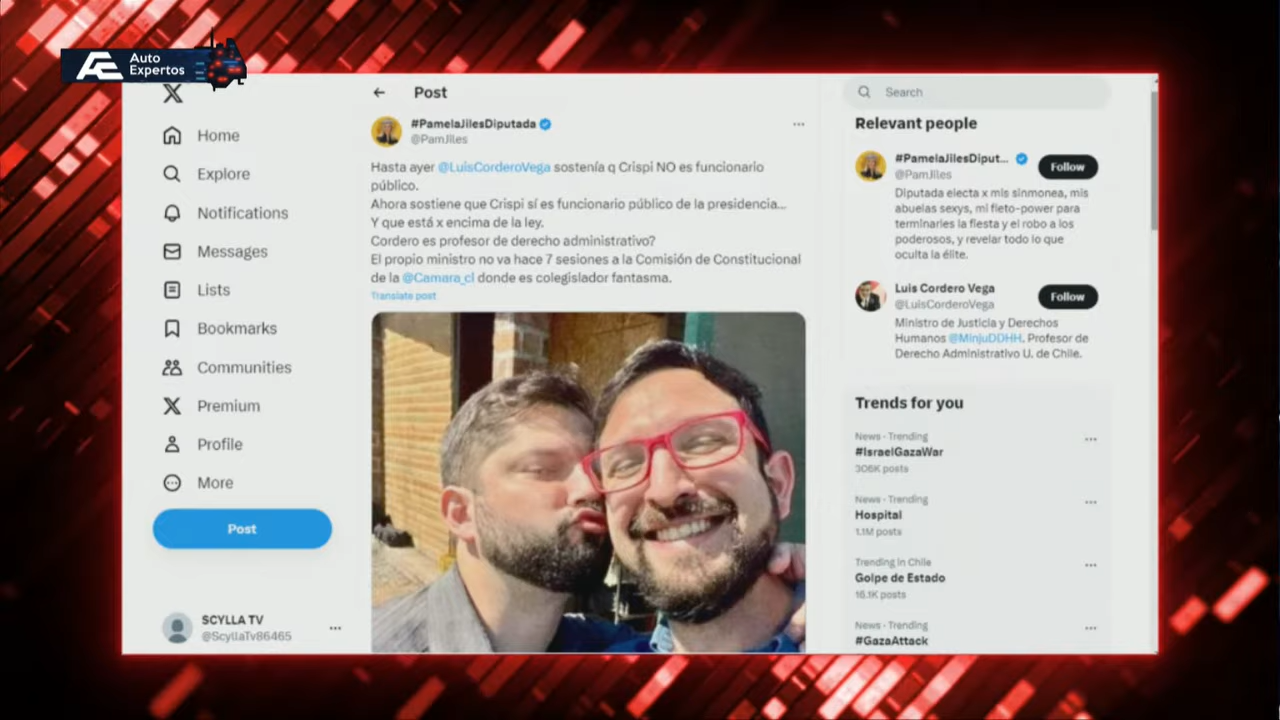 Auto
Expertos
Home
Explore
Notifications
Messages
Lists
Bookmarks
Communities
Premium
Profile
More
Post
SCYLLA TV
@ScyllaTv86465
Post
#PamelaJilesDiputada
@PamJiles
Hasta ayer @LuisCorderoVega sostenía q Crispi NO es funcionario
público.
Ahora sostiene que Crispi sí es funcionario público de la presidencia...
Y que está x encima de la ley.
Cordero es profesor de derecho administrativo?
El propio ministro no va hace 7 sesiones a la Comisión de Constitucional
de la @Camara_cl donde es colegislador fantasma.
Translate post
Search
Relevant people
#PamelaJilesDiput...
@PamJiles
Follow
Diputada electa x mis sinmonea, mis
abuelas sexys, mi fleto-power para
terminarles la fiesta y el robo a los
poderosos, y revelar todo lo que
oculta la élite.
Luis Cordero Vega
@LuisCorderoVega
Follow
Ministro de Justicia y Derechos
Humanos @MinjuDDHH. Profesor de
Derecho Administrativo U. de Chile.
Trends for you
News · Trending
#IsraelGazaWar
306K posts
News · Trending
Hospital
1.1M posts
Trending in Chile
Golpe de Estado
16.1K posts
News · Trending
#GazaAttack